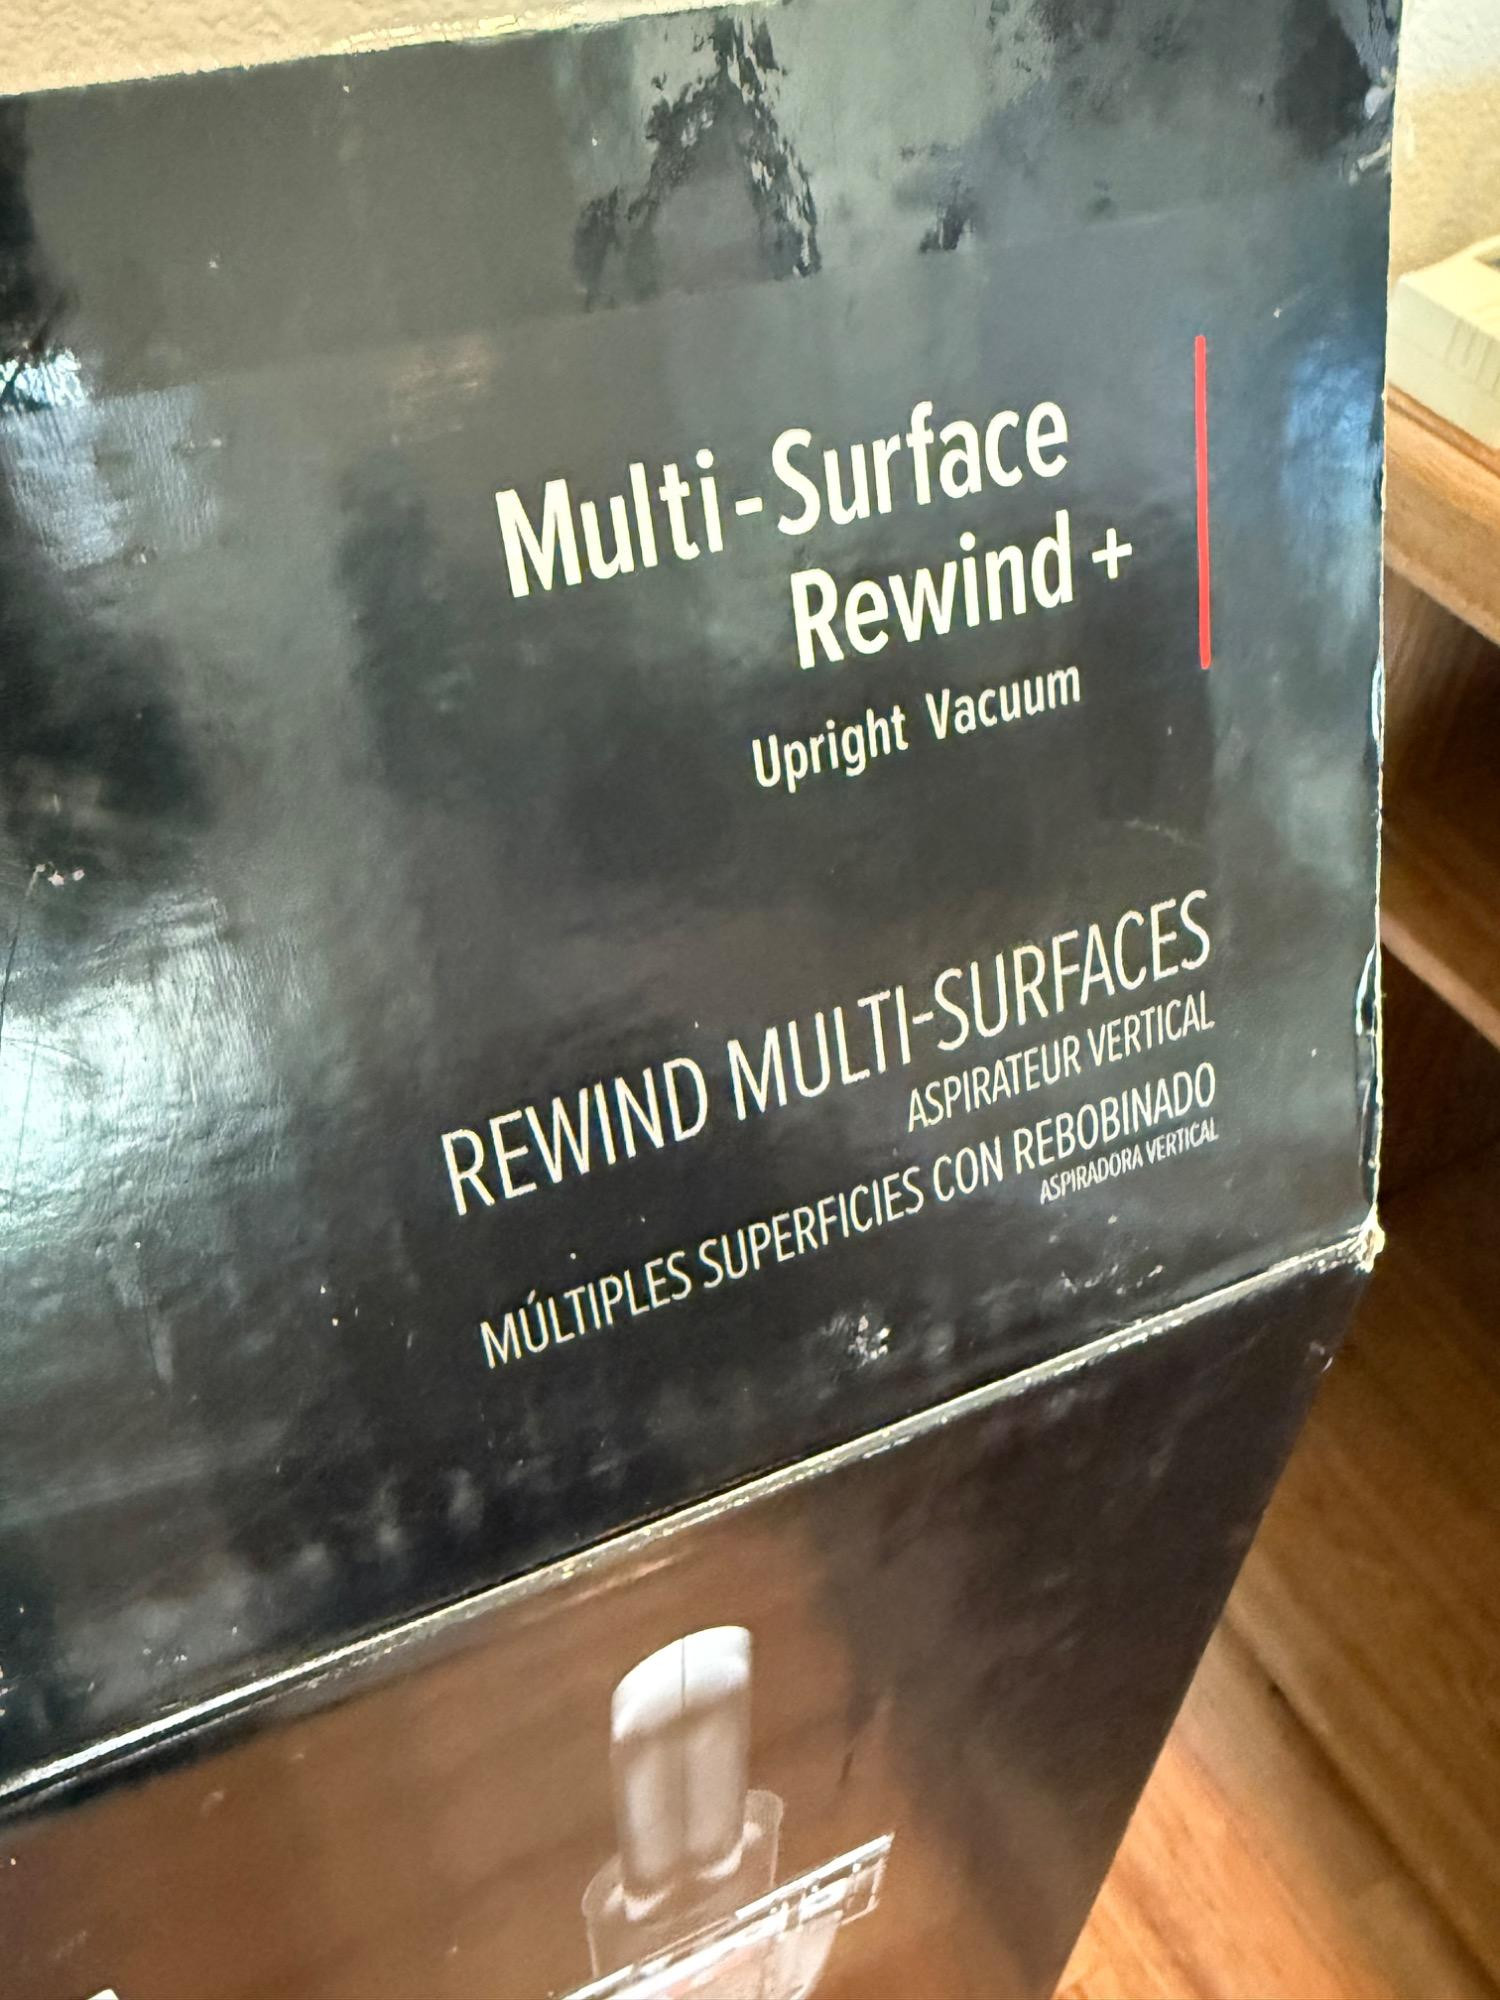 Multi-Surface
Rewind +
Upright Vacuum
REWIND MULTI-SURFACES
ASPIRATEUR VERTICAL
MÚLTIPLES SUPERFICIES CON REBOBINADO
ASPIRADORA VERTICAL